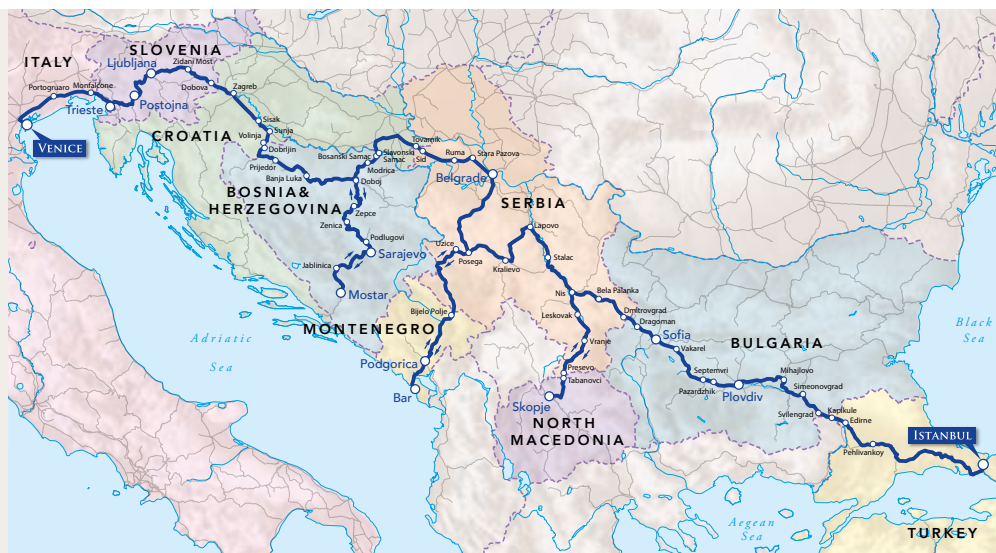 SLOVENIA
ITALY
Ljubljana
Zidani Most
Portogruaro
Monfalcone
Dobova
Zagreb
Trieste
Postojna
VENICE
CROATIA
Sisak
Sunja
Volinja
Dobrljin
Prijedor
Banja Luka
Bosanski Samac
Slavonski
Samac
Tovarnik
Sid
Ruma
Stara Pazova
Modrica
Doboj
Belgrade
BOSNIA&
HERZEGOVINA
SERBIA
Zepce
Zenica
Podlugovi
Sarajevo
Jablinica
Mostar
Lapovo
Uzice
Posega
Kralievo
Stalac
Nis
Bela Palanka
Leskovak
Dmitrovgrad
Dragoman
Bijelo Polje
MONTENEGRO
Vranje
Sofia
Vakarel
BULGARIA
Adriatic
Sea
Black
Sea
Podgorica
Bar
Presevo
Tabanovci
Skopje
NORTH
MACEDONIA
Septemvri
Pazardzhik
Plovdiv
Mihajlovo
Simeonovgrad
Svilengrad
Kapikule
Edirne
Pehlivankoy
ISTANBUL
Aegean
Sea
TURKEY